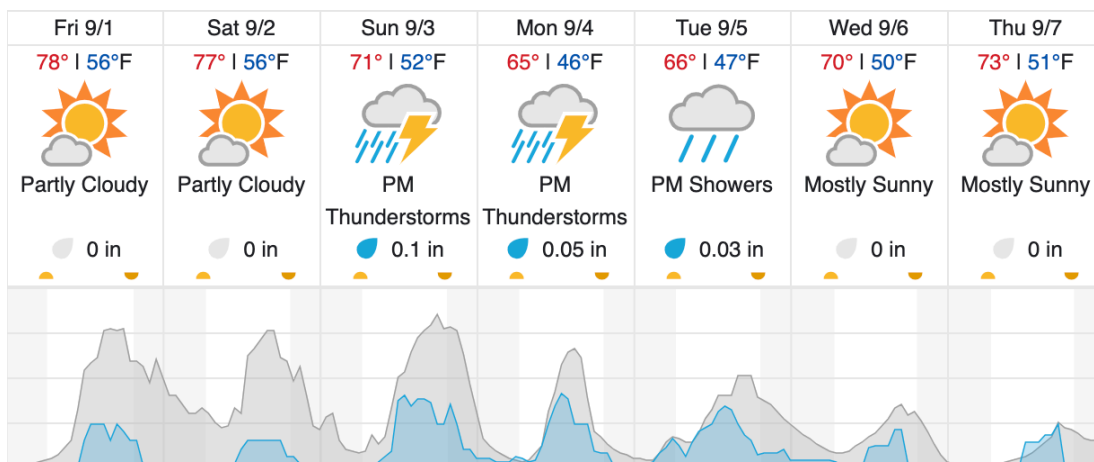 Fri 9/1 Sat 9/2 Sun 9/3 Mon 9/4 Tue 9/5 Wed 9/6 Thu 9/7
78° | 56°F 77° | 56°F 71° | 52°F 65° | 46°F 66° | 47°F 70° | 50°F 73° | 51°F
Partly Cloudy Partly Cloudy PM PM PM Showers Mostly Sunny Mostly Sunny
Thunderstorms Thunderstorms
0 in 0 in 0.1 in 0.05 in 0.03 in 0 in 0 in